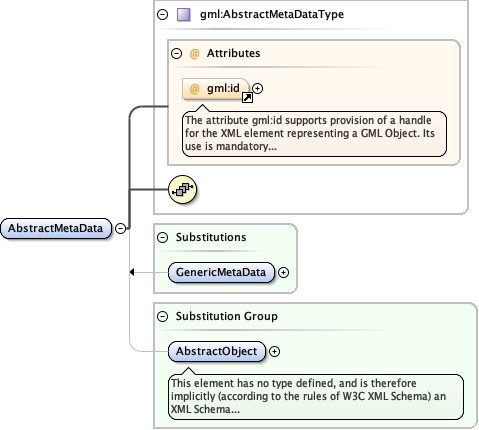 gml:AbstractMetaDataType
@ Attributes
@ gml:id
The attribute gml:id supports provision of a handle
for the XML element representing a GML Object. Its
use is mandatory...
AbstractMetaData
Substitutions
GenericMetaData
Substitution Group
AbstractObject
This element has no type defined, and is therefore
implicitly (according to the rules of W3C XML Schema) an
XML Schema...